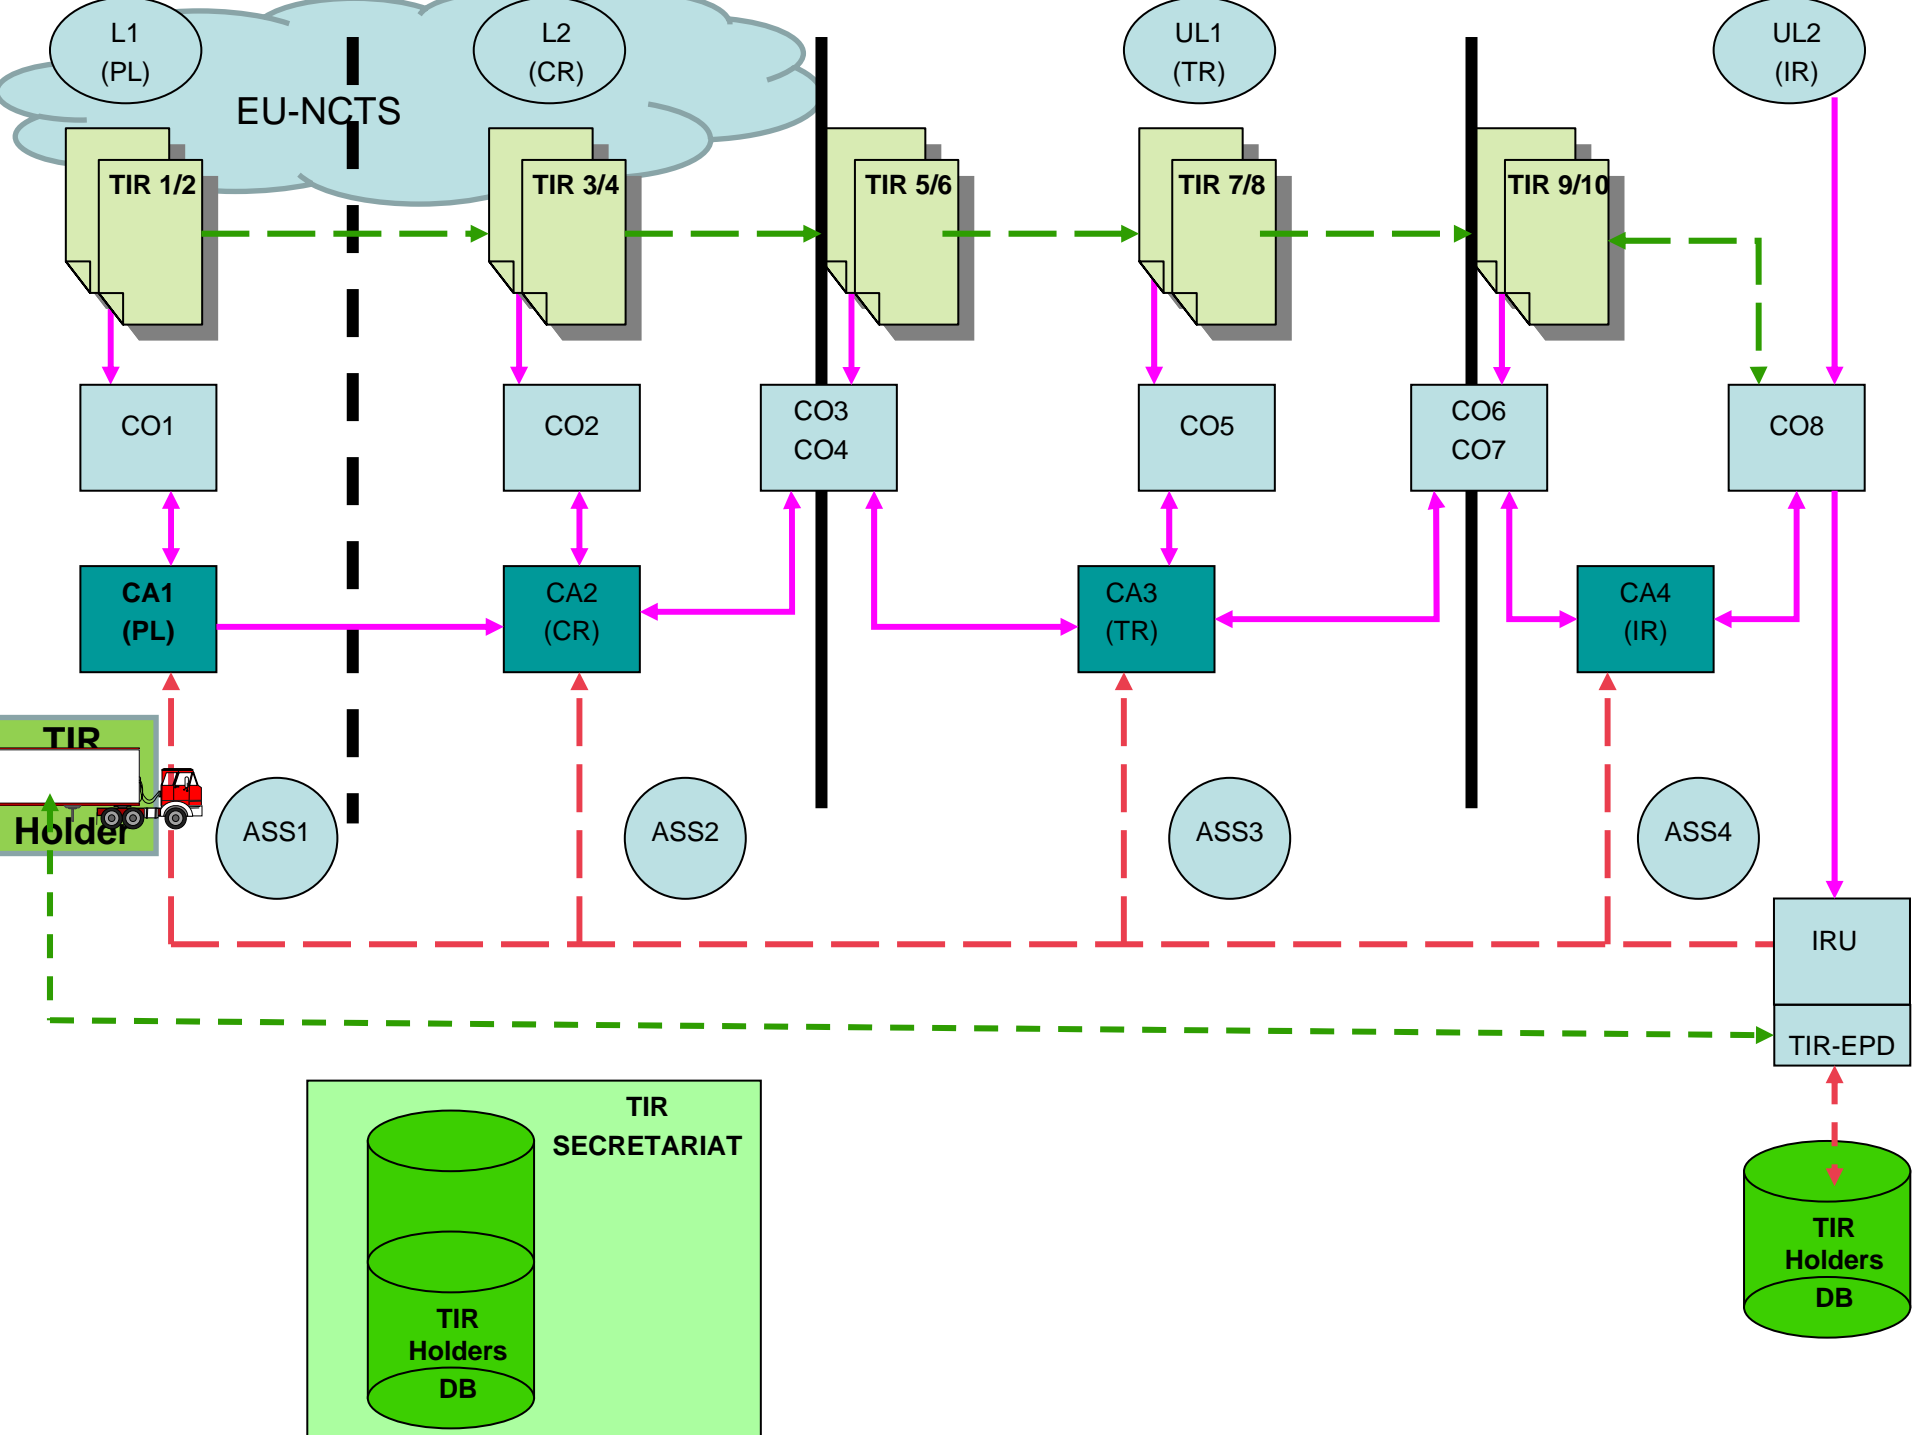 L1
(PL)
L2
(CR)
UL1
(TR)
UL2
(IR)
EU-NCTS
TIR 1/2
TIR 3/4
TIR 5/6
TIR 7/8
TIR 9/10
CO1
CO2
CO3
CO4
CO5
CO6
CO7
CO8
CA1
(PL)
CA2
(CR)
CA3
(TR)
CA4
(IR)
TIR
Holder
ASS1
ASS2
ASS3
ASS4
IRU
TIR-EPD
TIR
SECRETARIAT
TIR
Holders
DB
TIR
Holders
DB